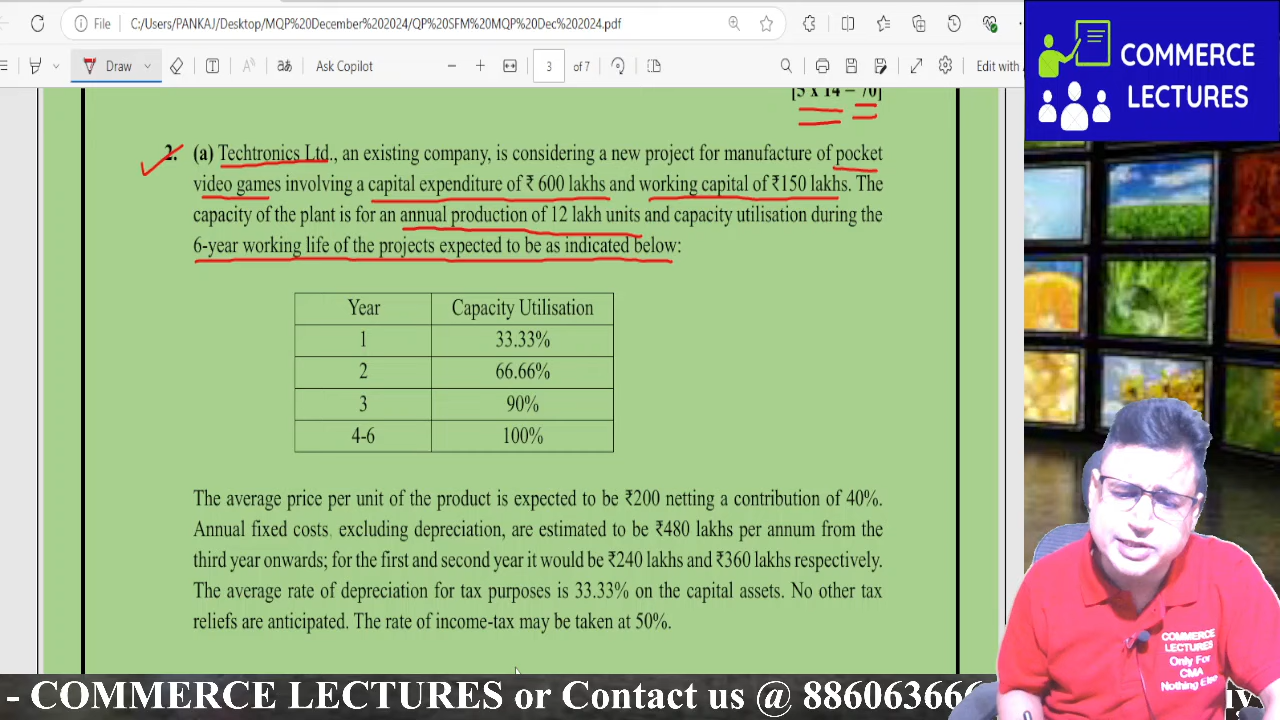 File C:/Users/PANKAJ/Desktop/MQP%20December%202024/QP%20SFM%20MQP%20Dec%202024.pdf
Draw
Ask Copilot
3 of 7
Edit with
COMMERCE
LECTURES
[5 x 14 = 70]
2. (a) Techtronics Ltd., an existing company, is considering a new project for manufacture of pocket
video games involving a capital expenditure of ₹ 600 lakhs and working capital of ₹150 lakhs. The
capacity of the plant is for an annual production of 12 lakh units and capacity utilisation during the
6-year working life of the projects expected to be as indicated below:
Year Capacity Utilisation
1 33.33%
2 66.66%
3 90%
4-6 100%
The average price per unit of the product is expected to be ₹200 netting a contribution of 40%.
Annual fixed costs, excluding depreciation, are estimated to be ₹480 lakhs per annum from the
third year onwards; for the first and second year it would be ₹240 lakhs and ₹360 lakhs respectively.
The average rate of depreciation for tax purposes is 33.33% on the capital assets. No other tax
reliefs are anticipated. The rate of income-tax may be taken at 50%.
COMMERCE
LECTURES
Only For
CMA
Nothing Else
- COMMERCE LECTURES or Contact us @ 886063666